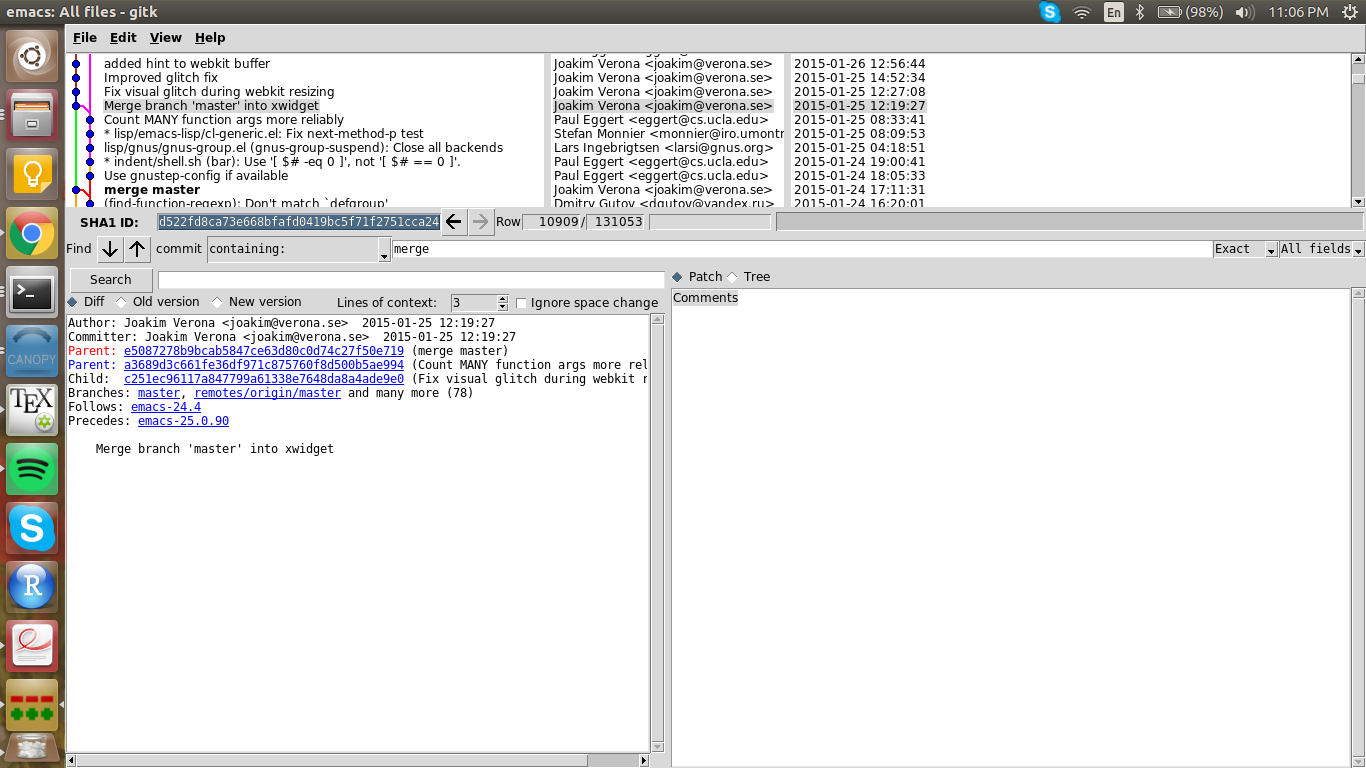 emacs: All files - gitk
En
(98%)
11:06 PM
File Edit View Help
added hint to webkit buffer Joakim Verona <joakim@verona.se> 2015-01-26 12:56:44
Improved glitch fix Joakim Verona <joakim@verona.se> 2015-01-25 14:52:34
Fix visual glitch during webkit resizing Joakim Verona <joakim@verona.se> 2015-01-25 12:27:08
Merge branch 'master' into xwidget Joakim Verona <joakim@verona.se> 2015-01-25 12:19:27
Count MANY function args more reliably Paul Eggert <eggert@cs.ucla.edu> 2015-01-25 08:33:41
* lisp/emacs-lisp/cl-generic.el: Fix next-method-p test Stefan Monnier <monnier@iro.umontr 2015-01-25 08:09:53
lisp/gnus/gnus-group.el (gnus-group-suspend): Close all backends Lars Ingebrigtsen <larsi@gnus.org> 2015-01-25 04:18:51
* indent/shell.sh (bar): Use '[ $# -eq 0 ]', not '[ $# == 0 ]'. Paul Eggert <eggert@cs.ucla.edu> 2015-01-24 19:00:41
Use gnustep-config if available Paul Eggert <eggert@cs.ucla.edu> 2015-01-24 18:05:33
merge master Joakim Verona <joakim@verona.se> 2015-01-24 17:11:31
(find-function-regexp): Don't match `defgroup' Dmitry Gutov <dgutov@yandex.ru> 2015-01-24 16:20:01
SHA1 ID: d522fd8ca73e668bfafd0419bc5f71f2751cca24 Row 10909 / 131053
Find commit containing: merge Exact All fields
Search
Patch Tree
Diff Old version New version Lines of context: 3 Ignore space change
Comments
Author: Joakim Verona <joakim@verona.se> 2015-01-25 12:19:27
Committer: Joakim Verona <joakim@verona.se> 2015-01-25 12:19:27
Parent: e5087278b9bcab5847ce63d80c0d74c27f50e719 (merge master)
Parent: a3689d3c661fe36df971c875760f8d500b5ae994 (Count MANY function args more rel
Child: c251ec96117a847799a61338e7648da8a4ade9e0 (Fix visual glitch during webkit r
Branches: master, remotes/origin/master and many more (78)
Follows: emacs-24.4
Precedes: emacs-25.0.90
Merge branch 'master' into xwidget
CANOPY
TEX
R